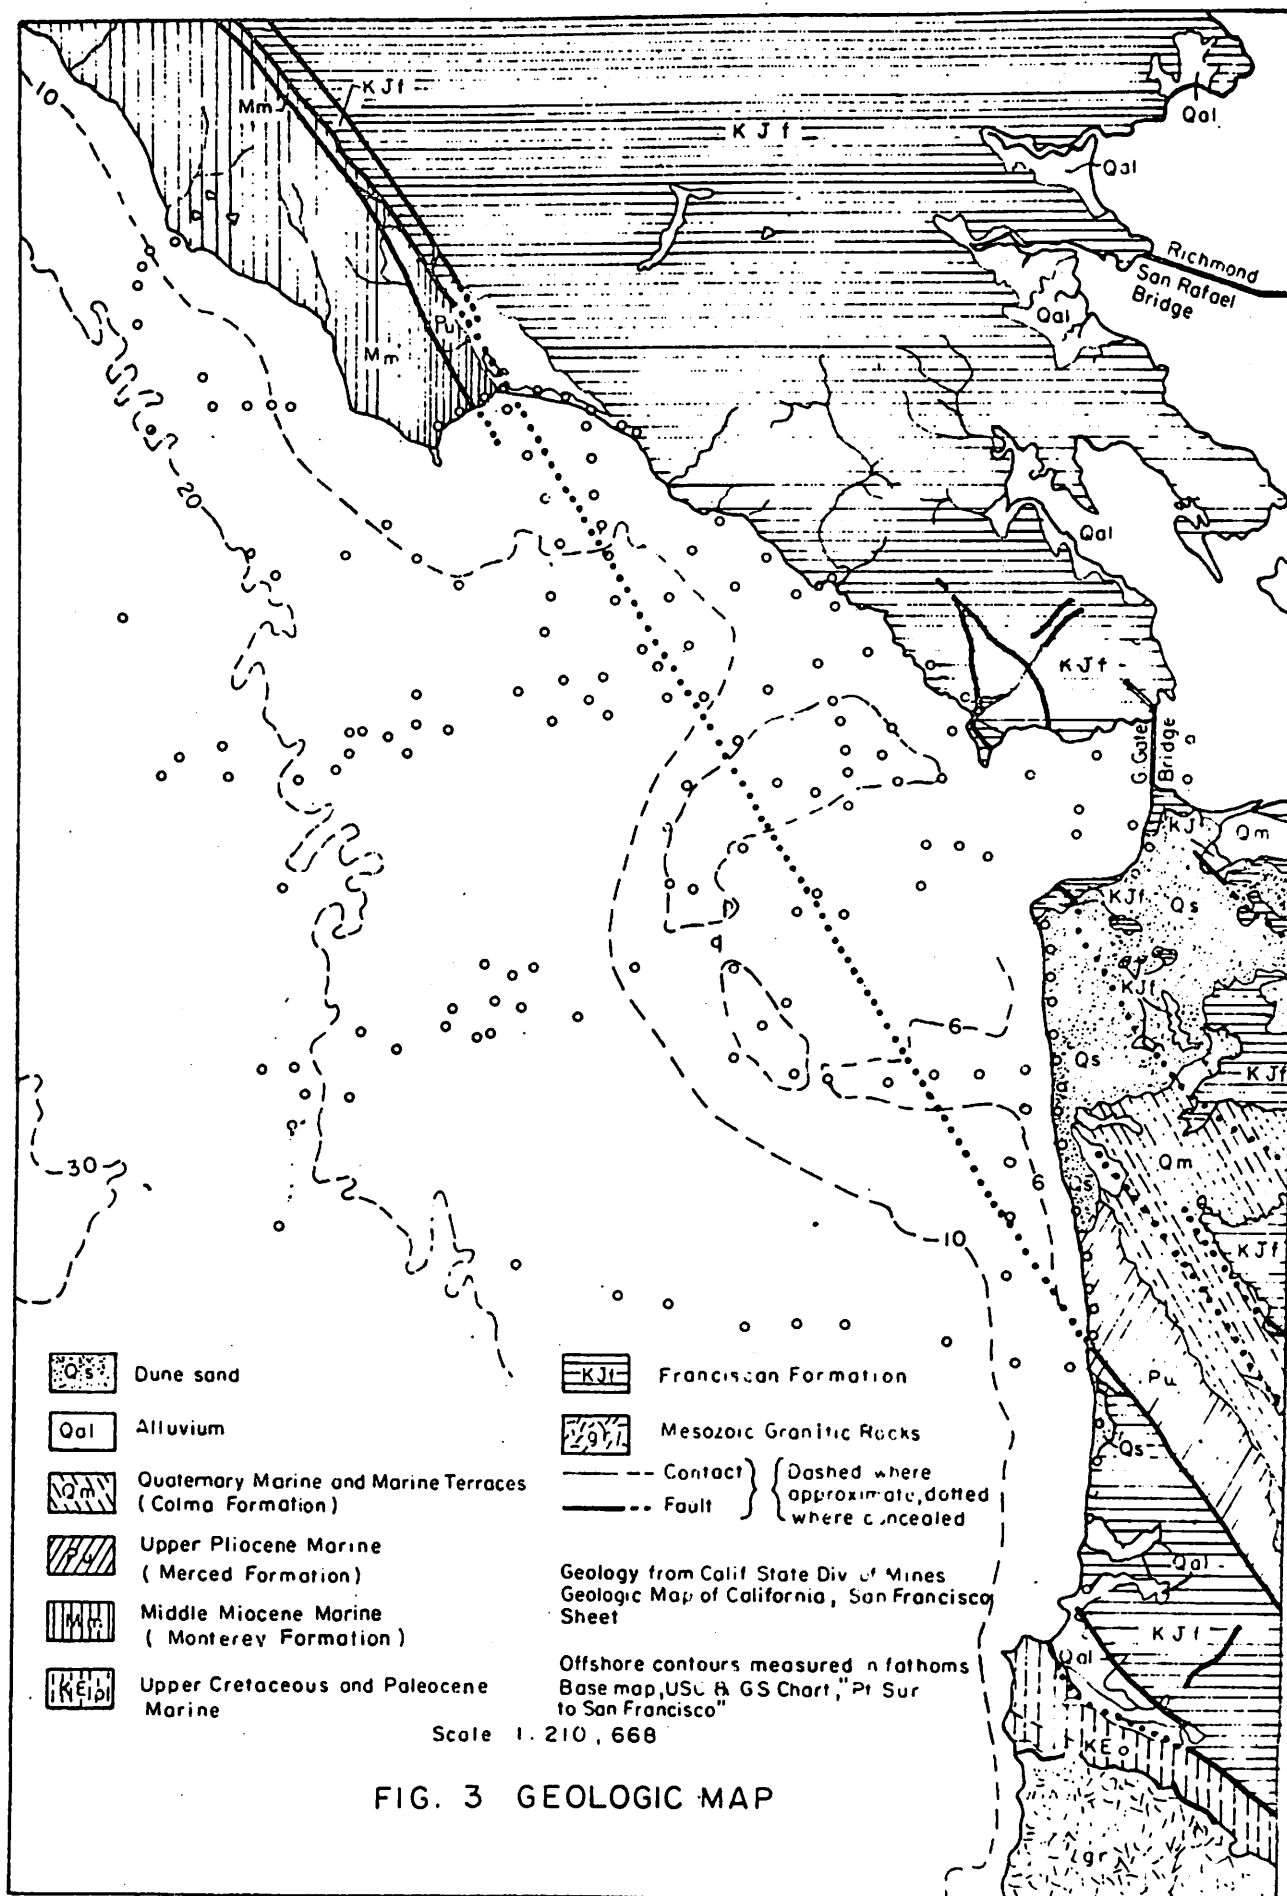 10
Mm
KJf
KJf
Qal
Qal
Richmond
San Rafael
Bridge
Qal
Pu
Mm
20
Qal
KJf
G. Gate
Bridge
KJ
Qm
KJf
Qs
KJf
6
Qs
KJf
30
Qm
6
Qs
10
KJf
Pu
Qs
Qal
KJf
Qal
gr
Qs Dune sand
Qal Alluvium
Qm Quaternary Marine and Marine Terraces
(Colma Formation)
Pu Upper Pliocene Marine
( Merced Formation)
Mm Middle Miocene Marine
( Monterey Formation )
KEp Upper Cretaceous and Paleocene
Marine
KJf Franciscan Formation
gr Mesozoic Granitic Rocks
Contact
Fault
Dashed where
approximate, dotted
where concealed
Geology from Calif State Div of Mines
Geologic Map of California, San Francisco
Sheet
Offshore contours measured in fathoms
Base map, USC & GS Chart, "Pt Sur
to San Francisco"
Scale 1:210,668
FIG. 3 GEOLOGIC MAP